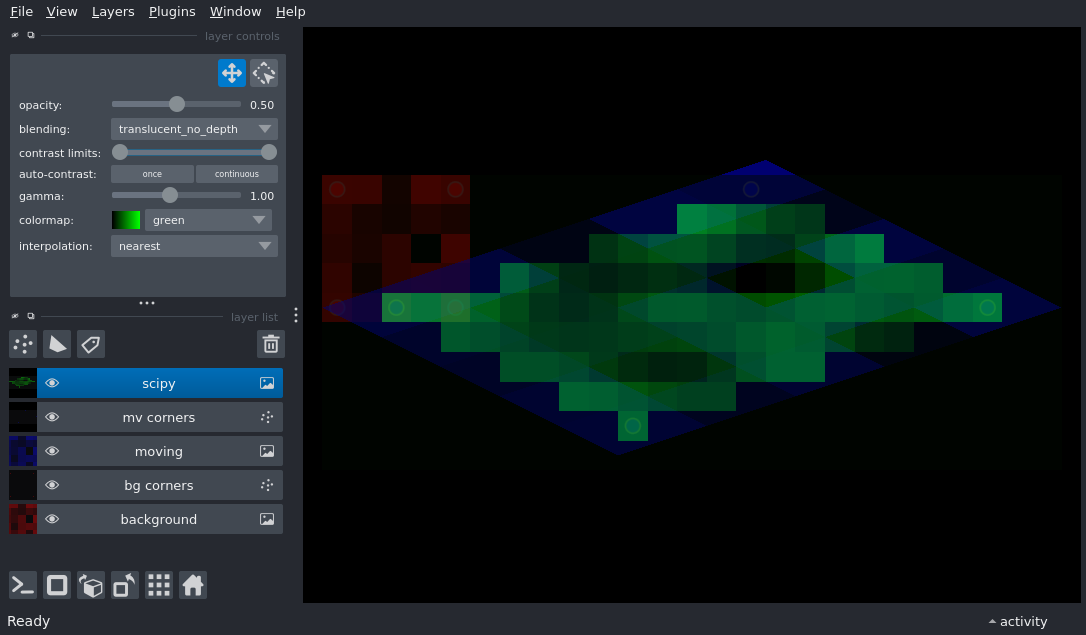 File View Layers Plugins Window Help
layer controls
opacity: 0.50
blending: translucent_no_depth
contrast limits:
auto-contrast: once continuous
gamma: 1.00
colormap: green
interpolation: nearest
layer list
scipy
mv corners
moving
bg corners
background
Ready
activity